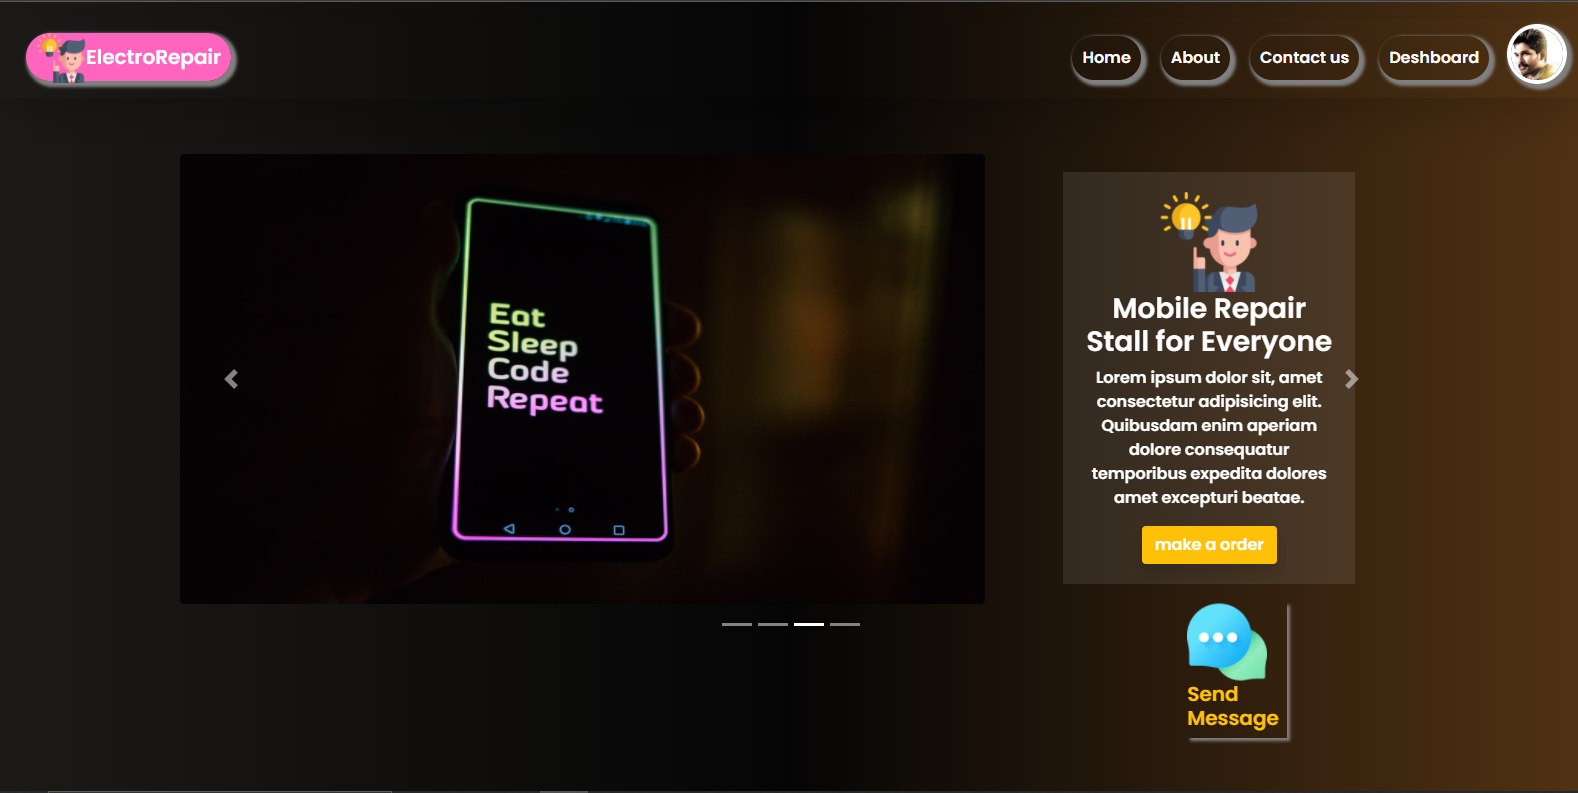 ElectroRepair
Home
About
Contact us
Deshboard
Eat
Sleep
Code
Repeat
Mobile Repair
Stall for Everyone
Lorem ipsum dolor sit, amet
consectetur adipisicing elit.
Quibusdam enim aperiam
dolore consequatur
temporibus expedita dolores
amet excepturi beatae.
make a order
Send
Message